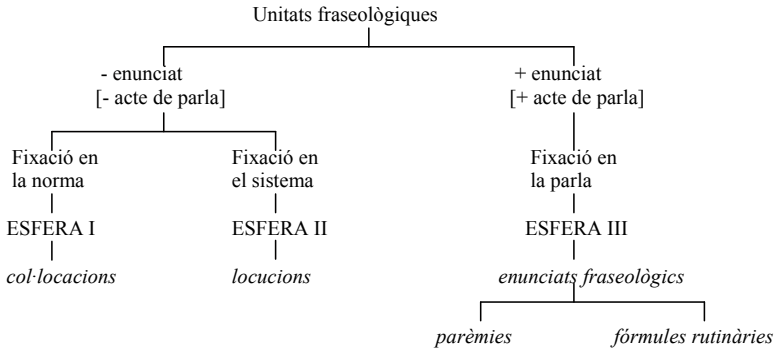 Unitats fraseològiques
- enunciat
[- acte de parla]
+ enunciat
[+ acte de parla]
Fixació en
la norma
Fixació en
el sistema
Fixació en
la parla
ESFERA I
ESFERA II
ESFERA III
col·locacions
locucions
enunciats fraseològics
parèmies
fórmules rutinàries